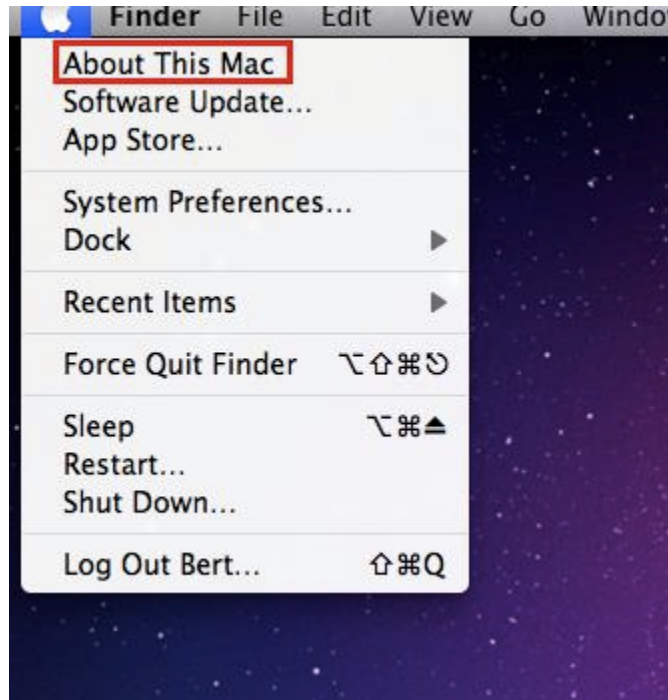 Finder File Edit View Go Windo
About This Mac
Software Update...
App Store...
System Preferences...
Dock ▶
Recent Items ▶
Force Quit Finder ⌥⇧⌘⎋
Sleep ⌥⌘⏏
Restart...
Shut Down...
Log Out Bert... ⇧⌘Q